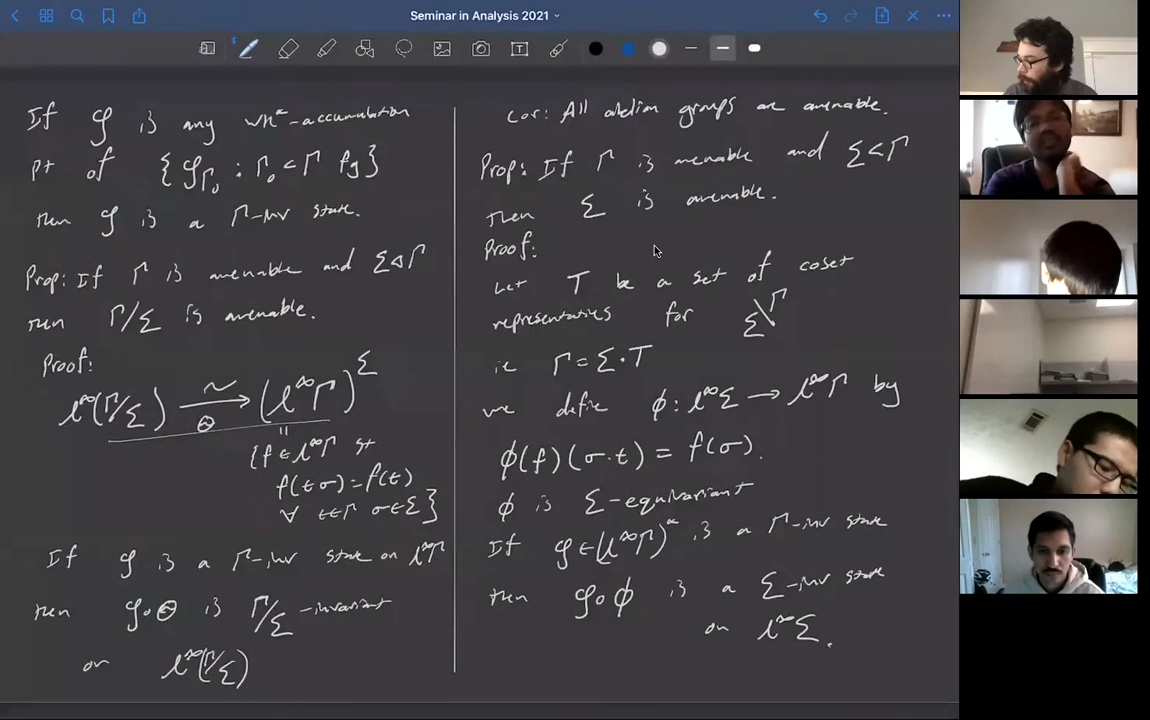 Seminar in Analysis 2021
If φ is any wk*-accumulation
pt of {φ_Γ₀ : Γ₀ < Γ fg}
then φ is a Γ-inv state.
Prop: If Γ is amenable and Σ◁Γ
then Γ/Σ is amenable.
Proof:
ℓ^∞(Γ/Σ) →~_θ (ℓ^∞Γ)^Σ
"
{f ∈ ℓ^∞Γ st
f(tσ) = f(t)
∀ t∈Γ σ∈Σ}
If φ is a Γ-inv state on ℓ^∞Γ
then φ∘θ is Γ/Σ-invariant
on ℓ^∞(Γ/Σ)
Cor: All abelian groups are amenable.
Prop: If Γ is amenable and Σ<Γ
Then Σ is amenable.
Proof:
Let T be a set of coset
representatives for Σ\Γ
ie Γ = Σ·T
we define ϕ: ℓ^∞Σ → ℓ^∞Γ by
ϕ(f)(σ·t) = f(σ).
ϕ is Σ-equivariant
If φ ∈ (ℓ^∞Γ)* is a Γ-inv state
then φ∘ϕ is a Σ-inv state
on ℓ^∞Σ.